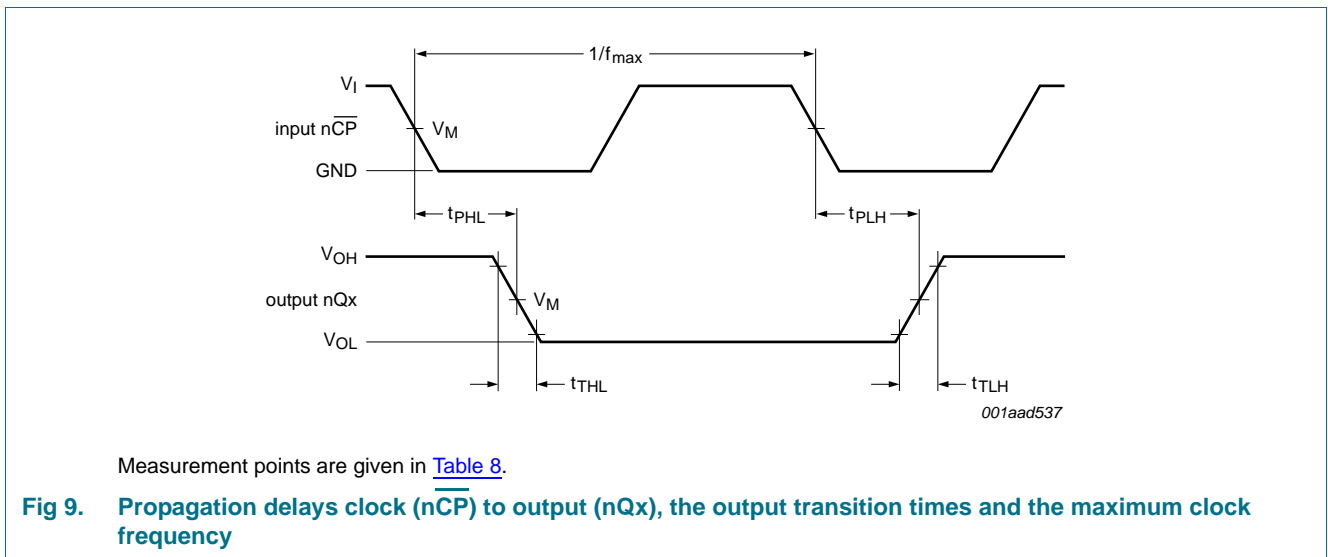 1/fmax
VI
input nC̅P̅
VM
GND
tPHL
tPLH
VOH
output nQx
VM
VOL
tTHL
tTLH
001aad537
Measurement points are given in Table 8.
Fig 9. Propagation delays clock (nC̅P̅) to output (nQx), the output transition times and the maximum clock
frequency